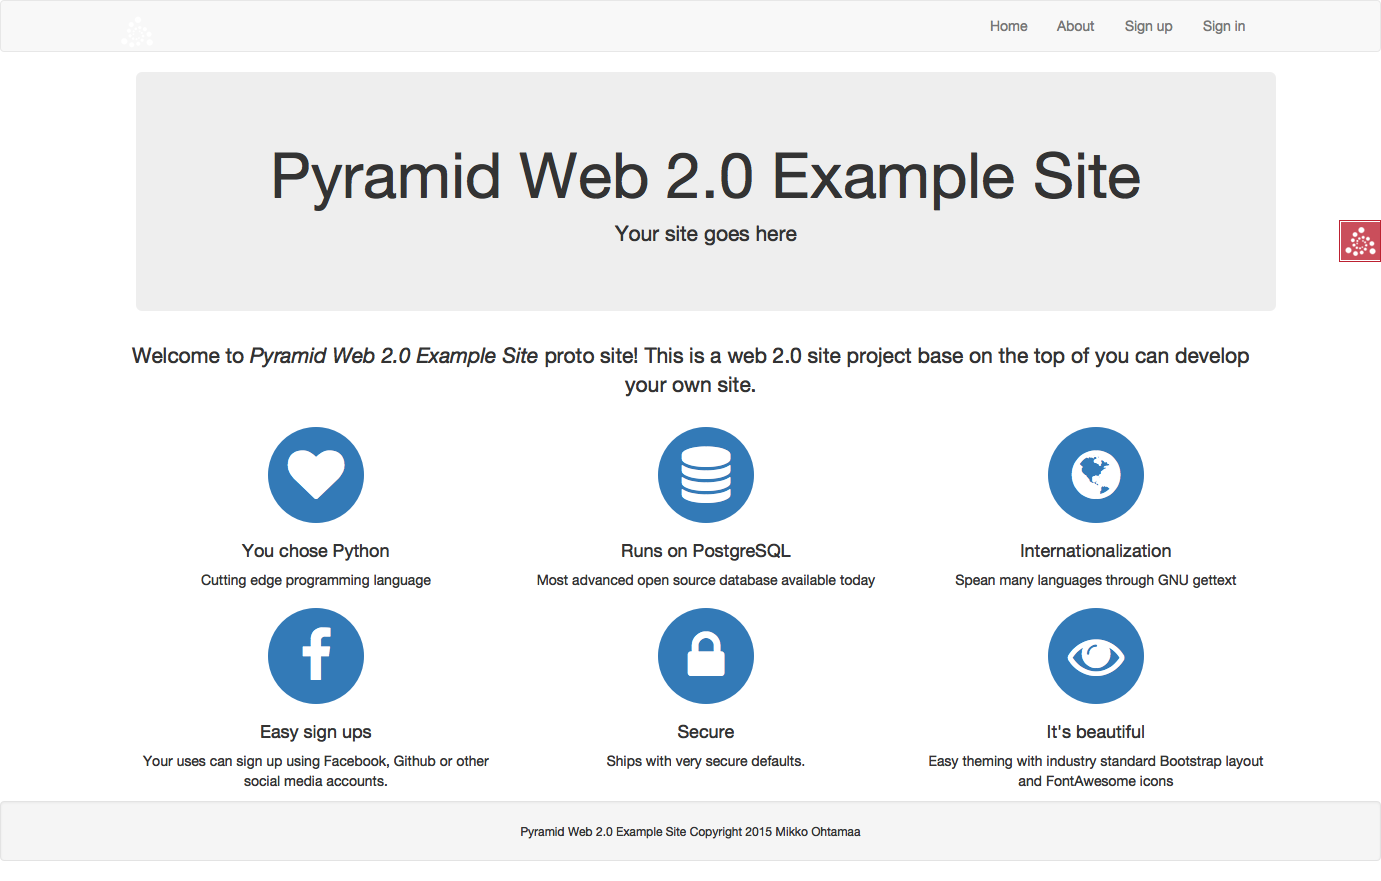 Home About Sign up Sign in
Pyramid Web 2.0 Example Site
Your site goes here
Welcome to Pyramid Web 2.0 Example Site proto site! This is a web 2.0 site project base on the top of you can develop
your own site.
You chose Python
Cutting edge programming language
Runs on PostgreSQL
Most advanced open source database available today
Internationalization
Spean many languages through GNU gettext
Easy sign ups
Your uses can sign up using Facebook, Github or other
social media accounts.
Secure
Ships with very secure defaults.
It's beautiful
Easy theming with industry standard Bootstrap layout
and FontAwesome icons
Pyramid Web 2.0 Example Site Copyright 2015 Mikko Ohtamaa